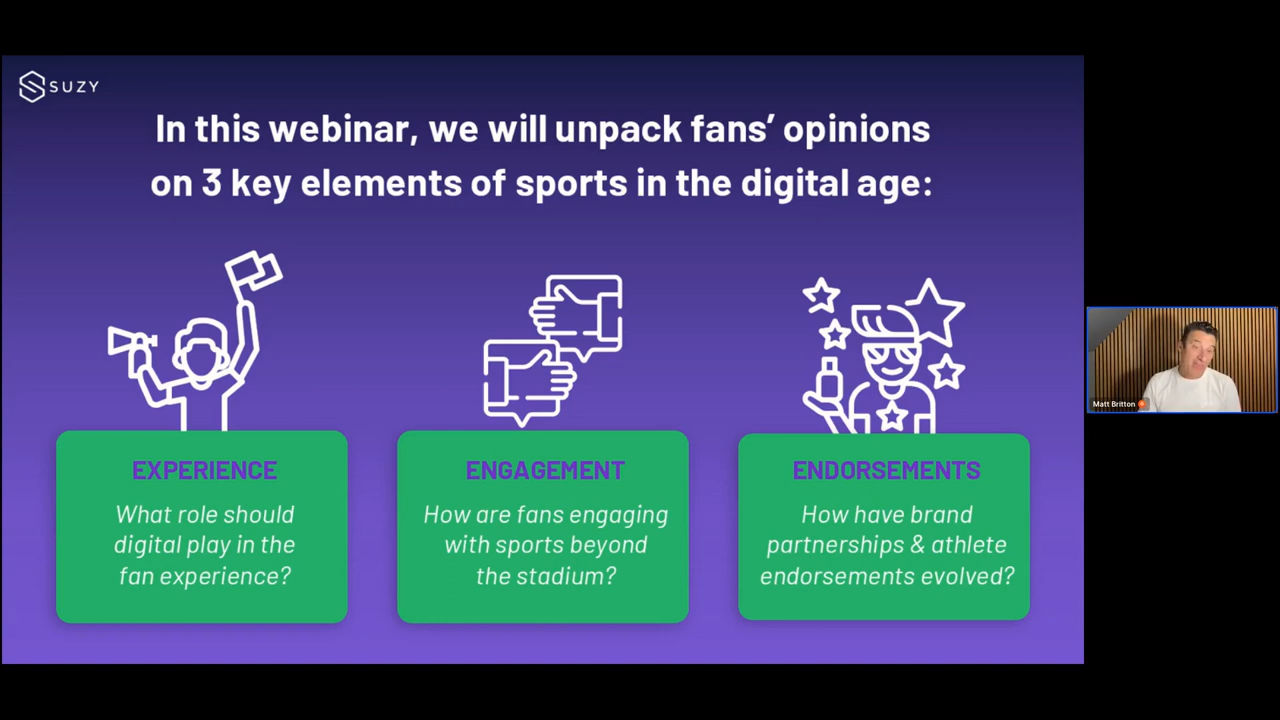 SUZY
In this webinar, we will unpack fans’ opinions
on 3 key elements of sports in the digital age:
EXPERIENCE
What role should
digital play in the
fan experience?
ENGAGEMENT
How are fans engaging
with sports beyond
the stadium?
ENDORSEMENTS
How have brand
partnerships & athlete
endorsements evolved?
Matt Britton